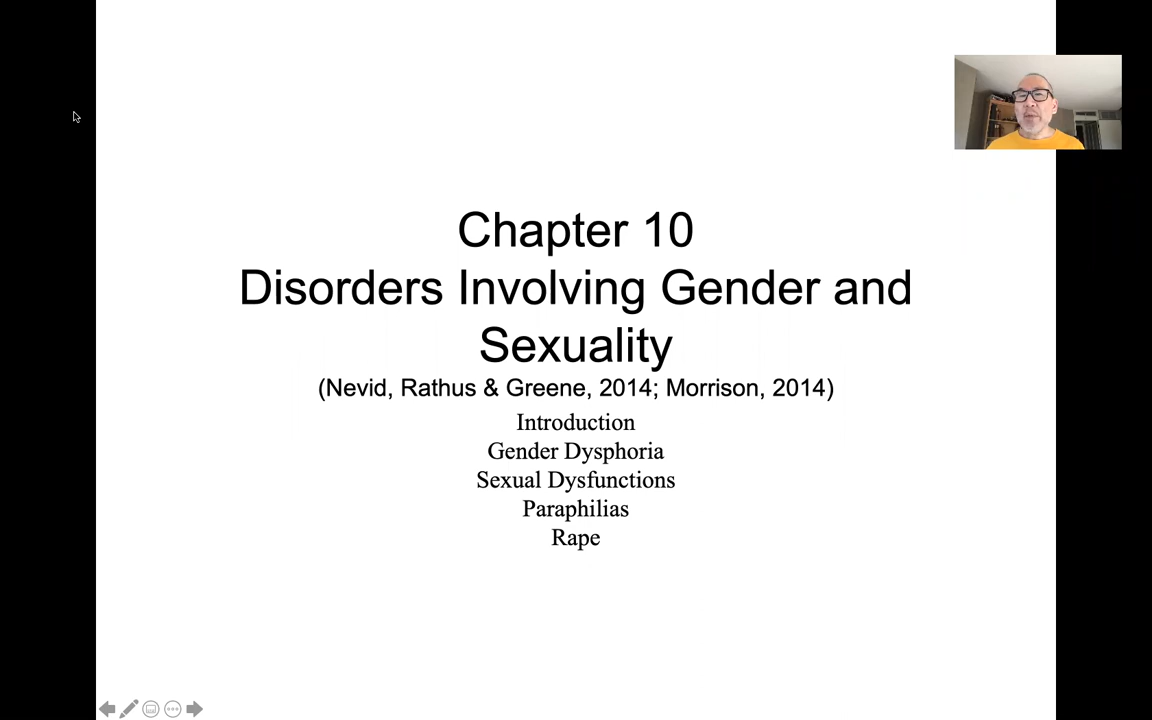 Chapter 10
Disorders Involving Gender and
Sexuality
(Nevid, Rathus & Greene, 2014; Morrison, 2014)
Introduction
Gender Dysphoria
Sexual Dysfunctions
Paraphilias
Rape